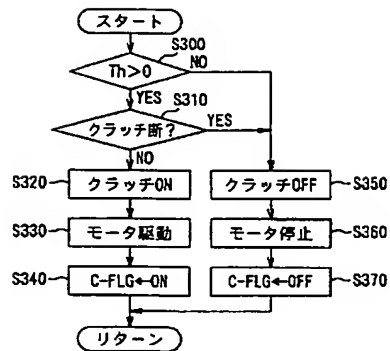 スタート
S300
Th>0
NO
YES
S310
クラッチ断?
YES
NO
S320
クラッチON
クラッチOFF
S350
S330
モータ駆動
モータ停止
S360
S340
C-FLG←ON
C-FLG←OFF
S370
リターン